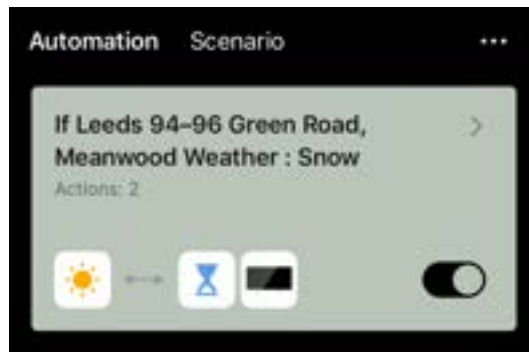 Automation Scenario
If Leeds 94–96 Green Road,
Meanwood Weather : Snow
Actions: 2